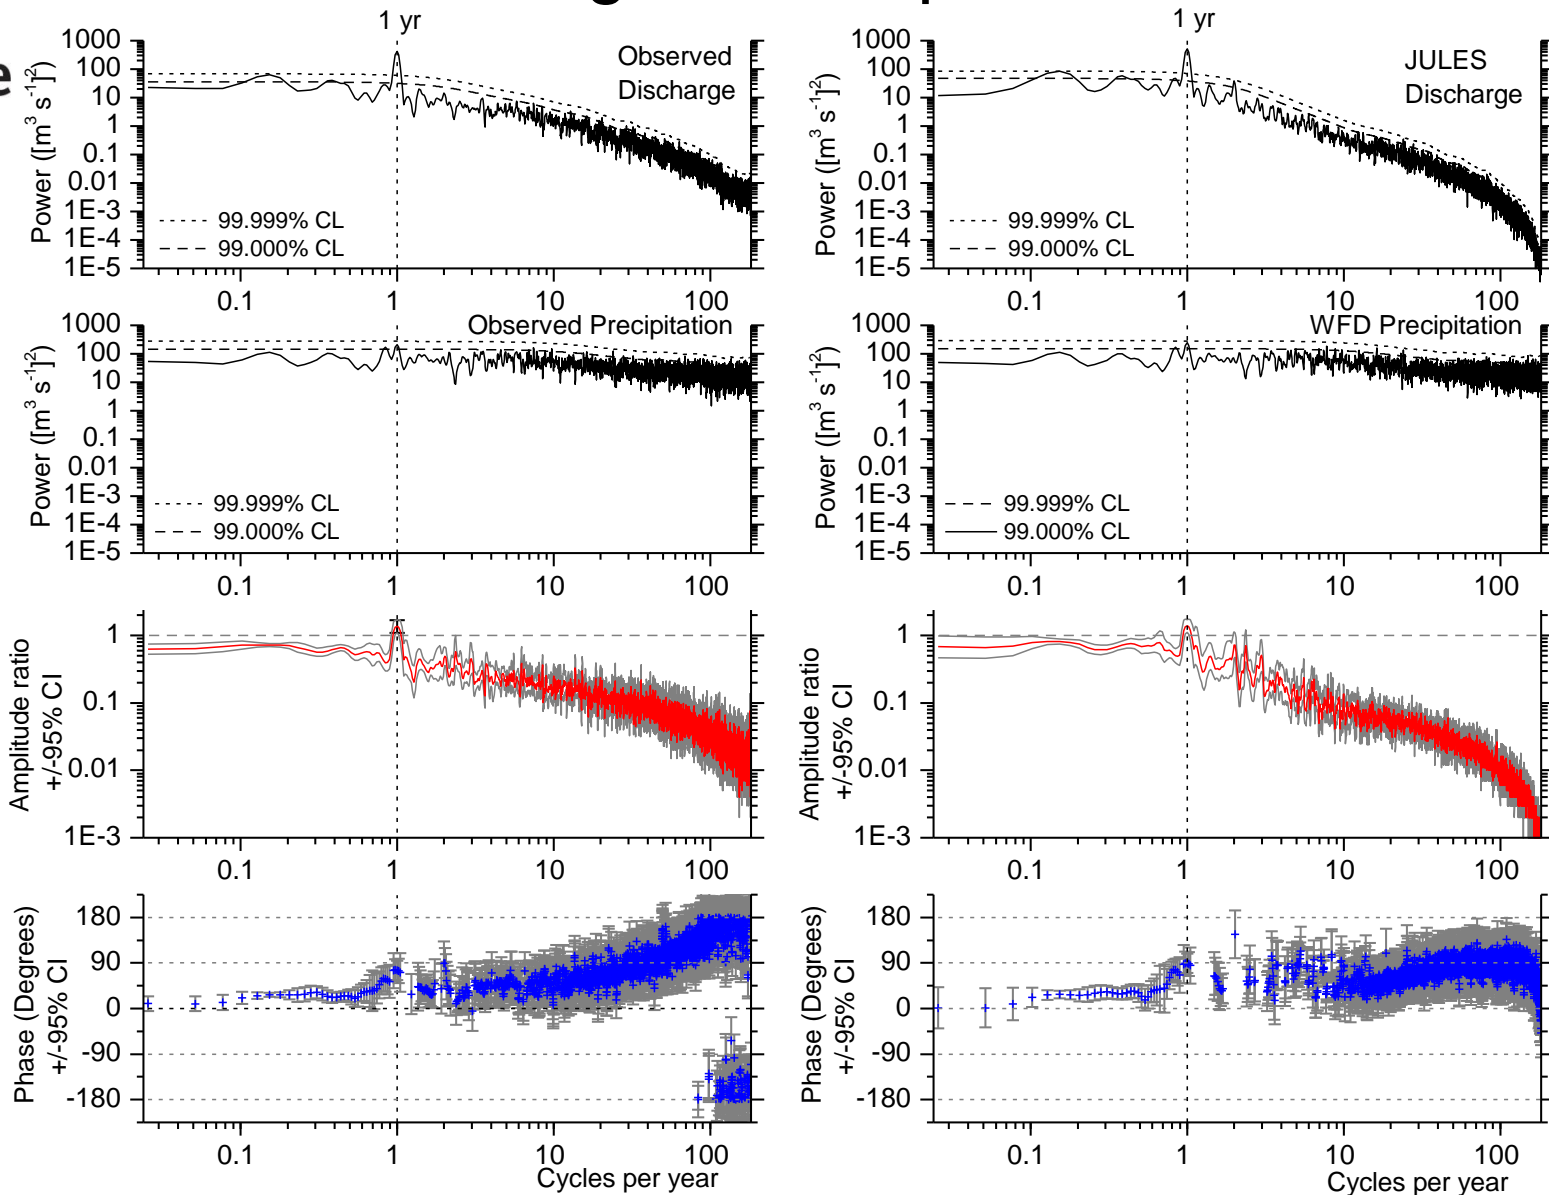 1 yr
1 yr
Power ([m³ s⁻¹]²)
1000
100
10
1
0.1
0.01
1E-3
1E-4
1E-5
Observed
Discharge
99.999% CL
99.000% CL
0.1 1 10 100
Power ([m³ s⁻¹]²)
1000
100
10
1
0.1
0.01
1E-3
1E-4
1E-5
JULES
Discharge
99.999% CL
99.000% CL
0.1 1 10 100
Power ([m³ s⁻¹]²)
1000
100
10
1
0.1
0.01
1E-3
1E-4
1E-5
Observed Precipitation
99.999% CL
99.000% CL
0.1 1 10 100
Power ([m³ s⁻¹]²)
1000
100
10
1
0.1
0.01
1E-3
1E-4
1E-5
WFD Precipitation
99.999% CL
99.000% CL
0.1 1 10 100
Amplitude ratio
+/-95% CI
1
0.1
0.01
1E-3
0.1 1 10 100
Amplitude ratio
+/-95% CI
1
0.1
0.01
1E-3
0.1 1 10 100
Phase (Degrees)
+/-95% CI
180
90
0
-90
-180
0.1 1 10 100
Cycles per year
Phase (Degrees)
+/-95% CI
180
90
0
-90
-180
0.1 1 10 100
Cycles per year